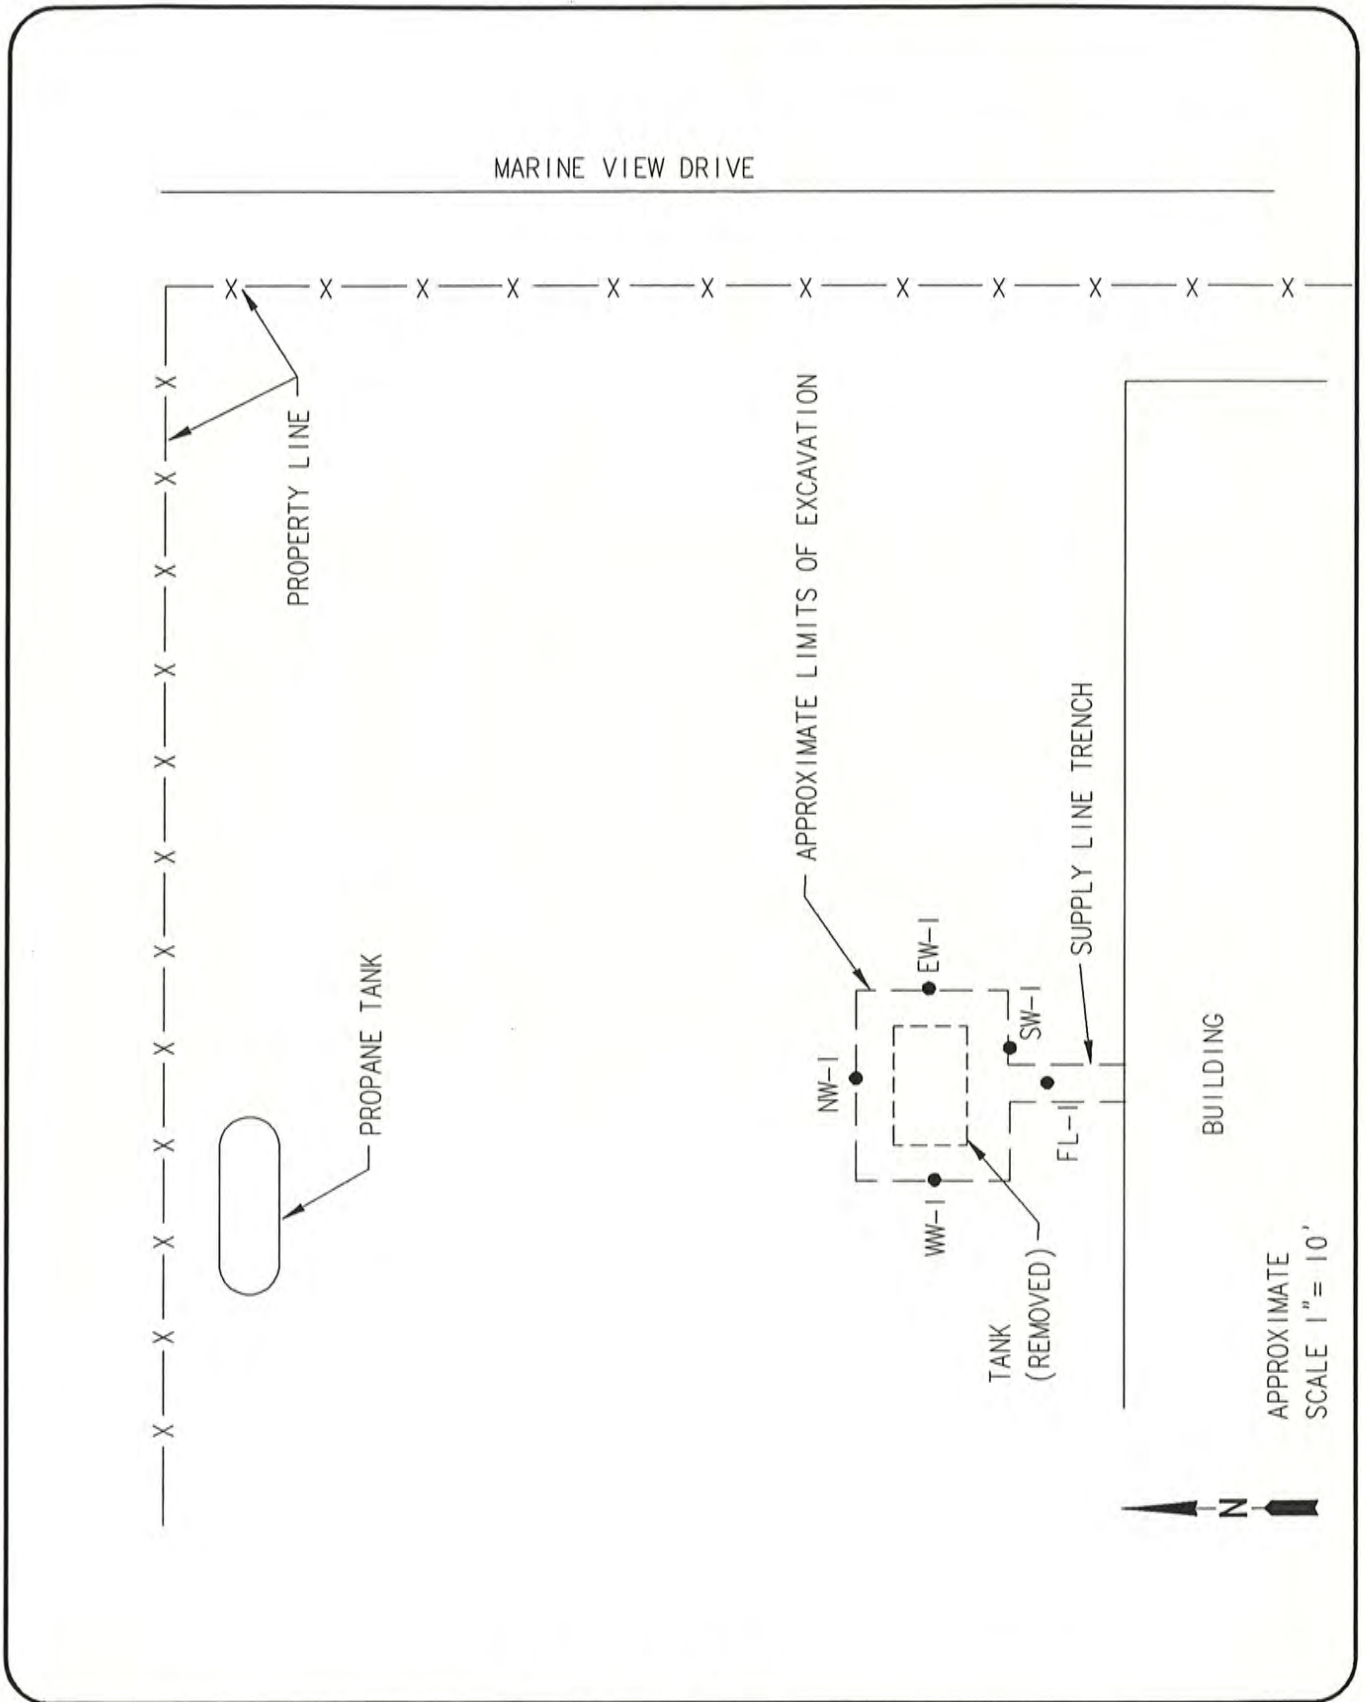 MARINE VIEW DRIVE
PROPERTY LINE
APPROXIMATE LIMITS OF EXCAVATION
PROPANE TANK
SUPPLY LINE TRENCH
NW-1
EW-1
SW-1
WW-1
FL-1
TANK
(REMOVED)
BUILDING
APPROXIMATE
SCALE 1"= 10'
N